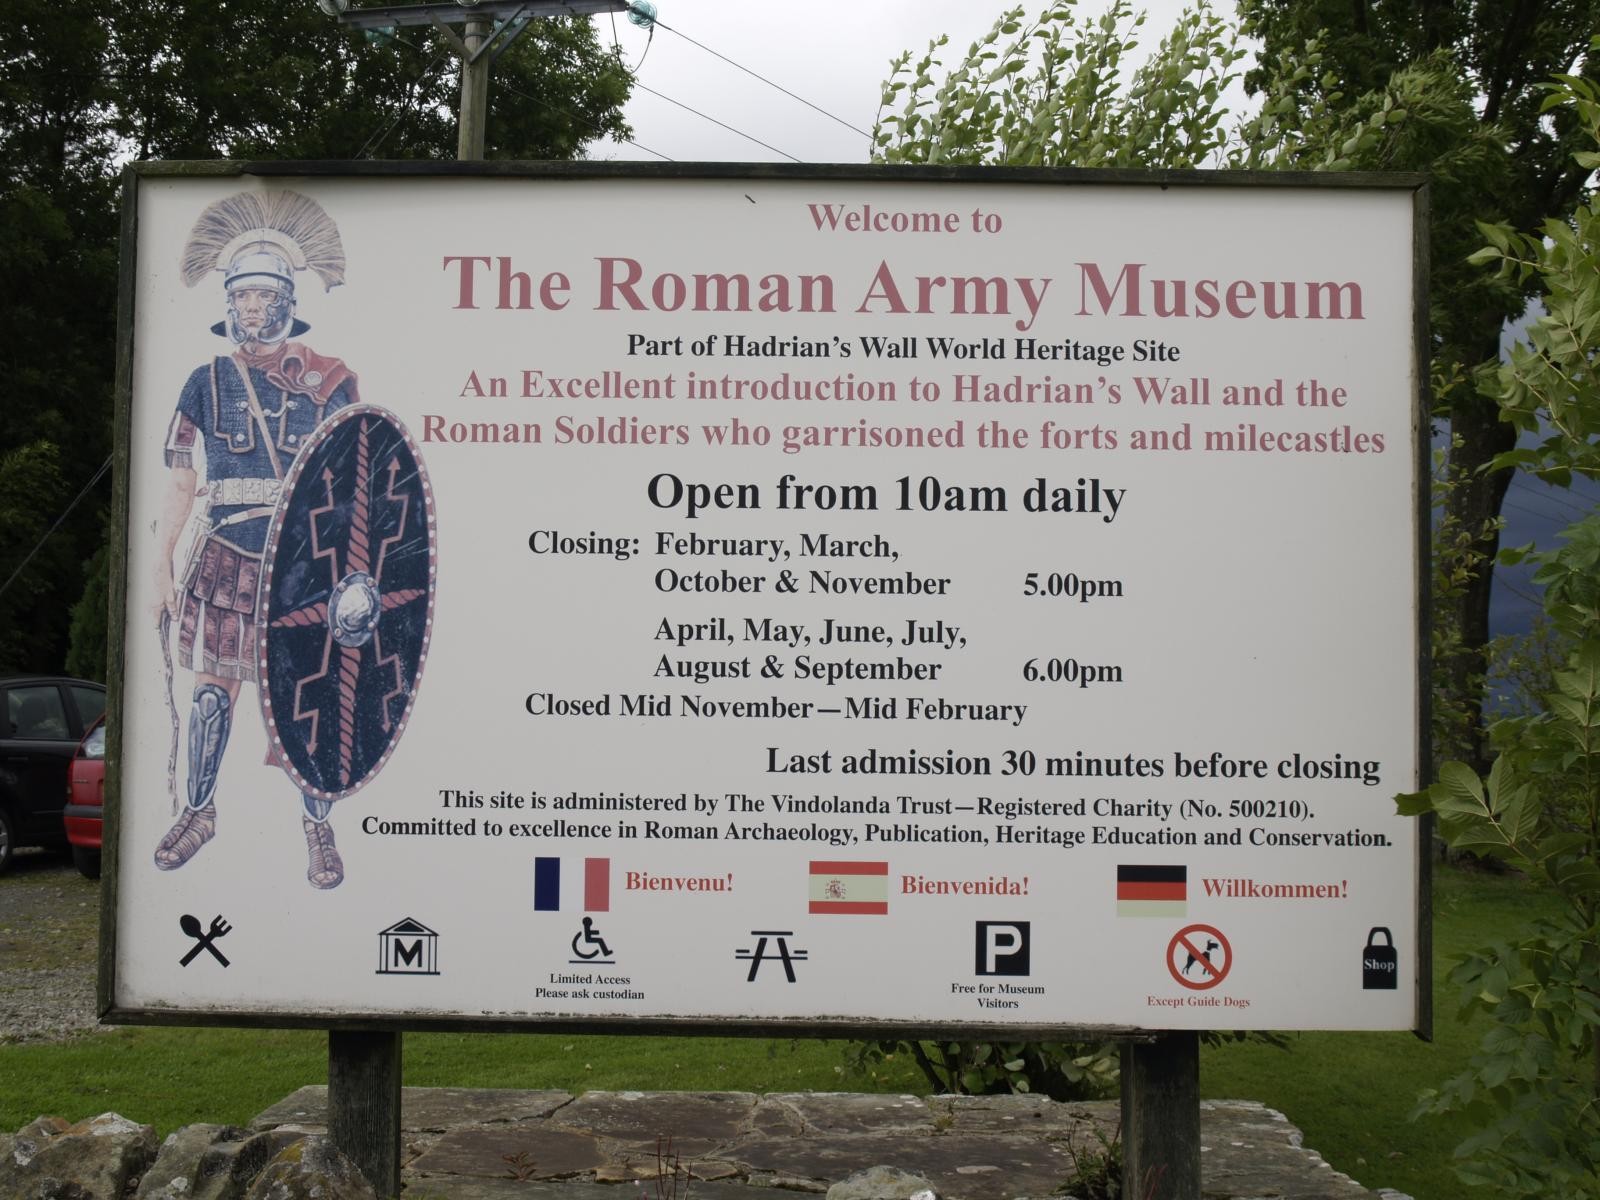 Welcome to
The Roman Army Museum
Part of Hadrian's Wall World Heritage Site
An Excellent introduction to Hadrian's Wall and the
Roman Soldiers who garrisoned the forts and milecastles
Open from 10am daily
Closing: February, March,
October & November 5.00pm
April, May, June, July,
August & September 6.00pm
Closed Mid November—Mid February
Last admission 30 minutes before closing
This site is administered by The Vindolanda Trust—Registered Charity (No. 500210).
Committed to excellence in Roman Archaeology, Publication, Heritage Education and Conservation.
Bienvenu! Bienvenida! Willkommen!
M
Limited Access
Please ask custodian
P
Free for Museum
Visitors
Except Guide Dogs
Shop